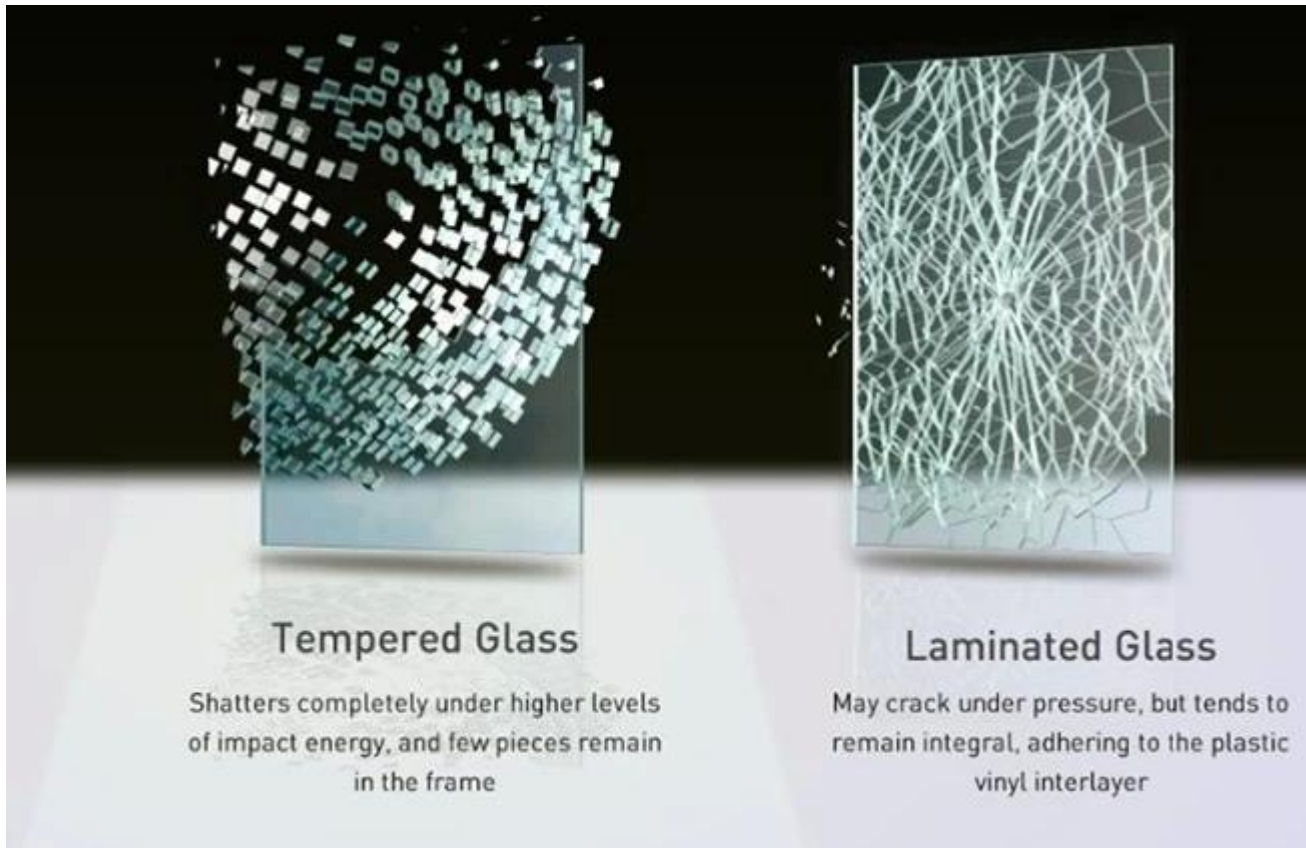 Tempered Glass
Shatters completely under higher levels
of impact energy, and few pieces remain
in the frame
Laminated Glass
May crack under pressure, but tends to
remain integral, adhering to the plastic
vinyl interlayer